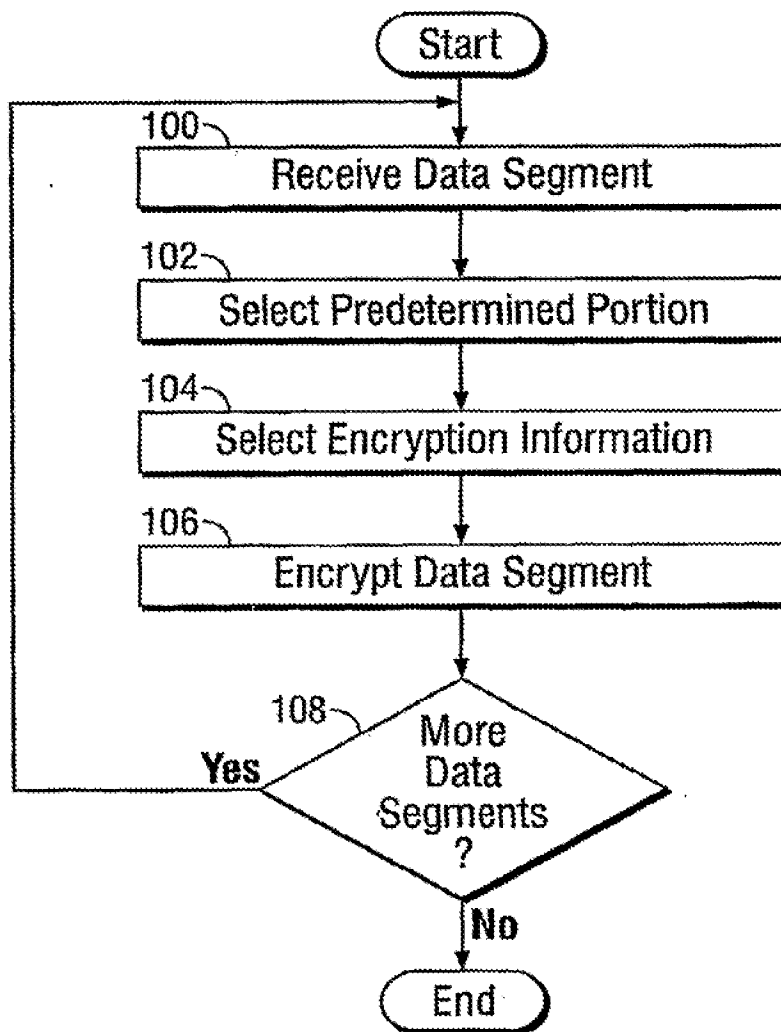 Start
100
Receive Data Segment
102
Select Predetermined Portion
104
Select Encryption Information
106
Encrypt Data Segment
108
More
Data
Segments
?
Yes
No
End